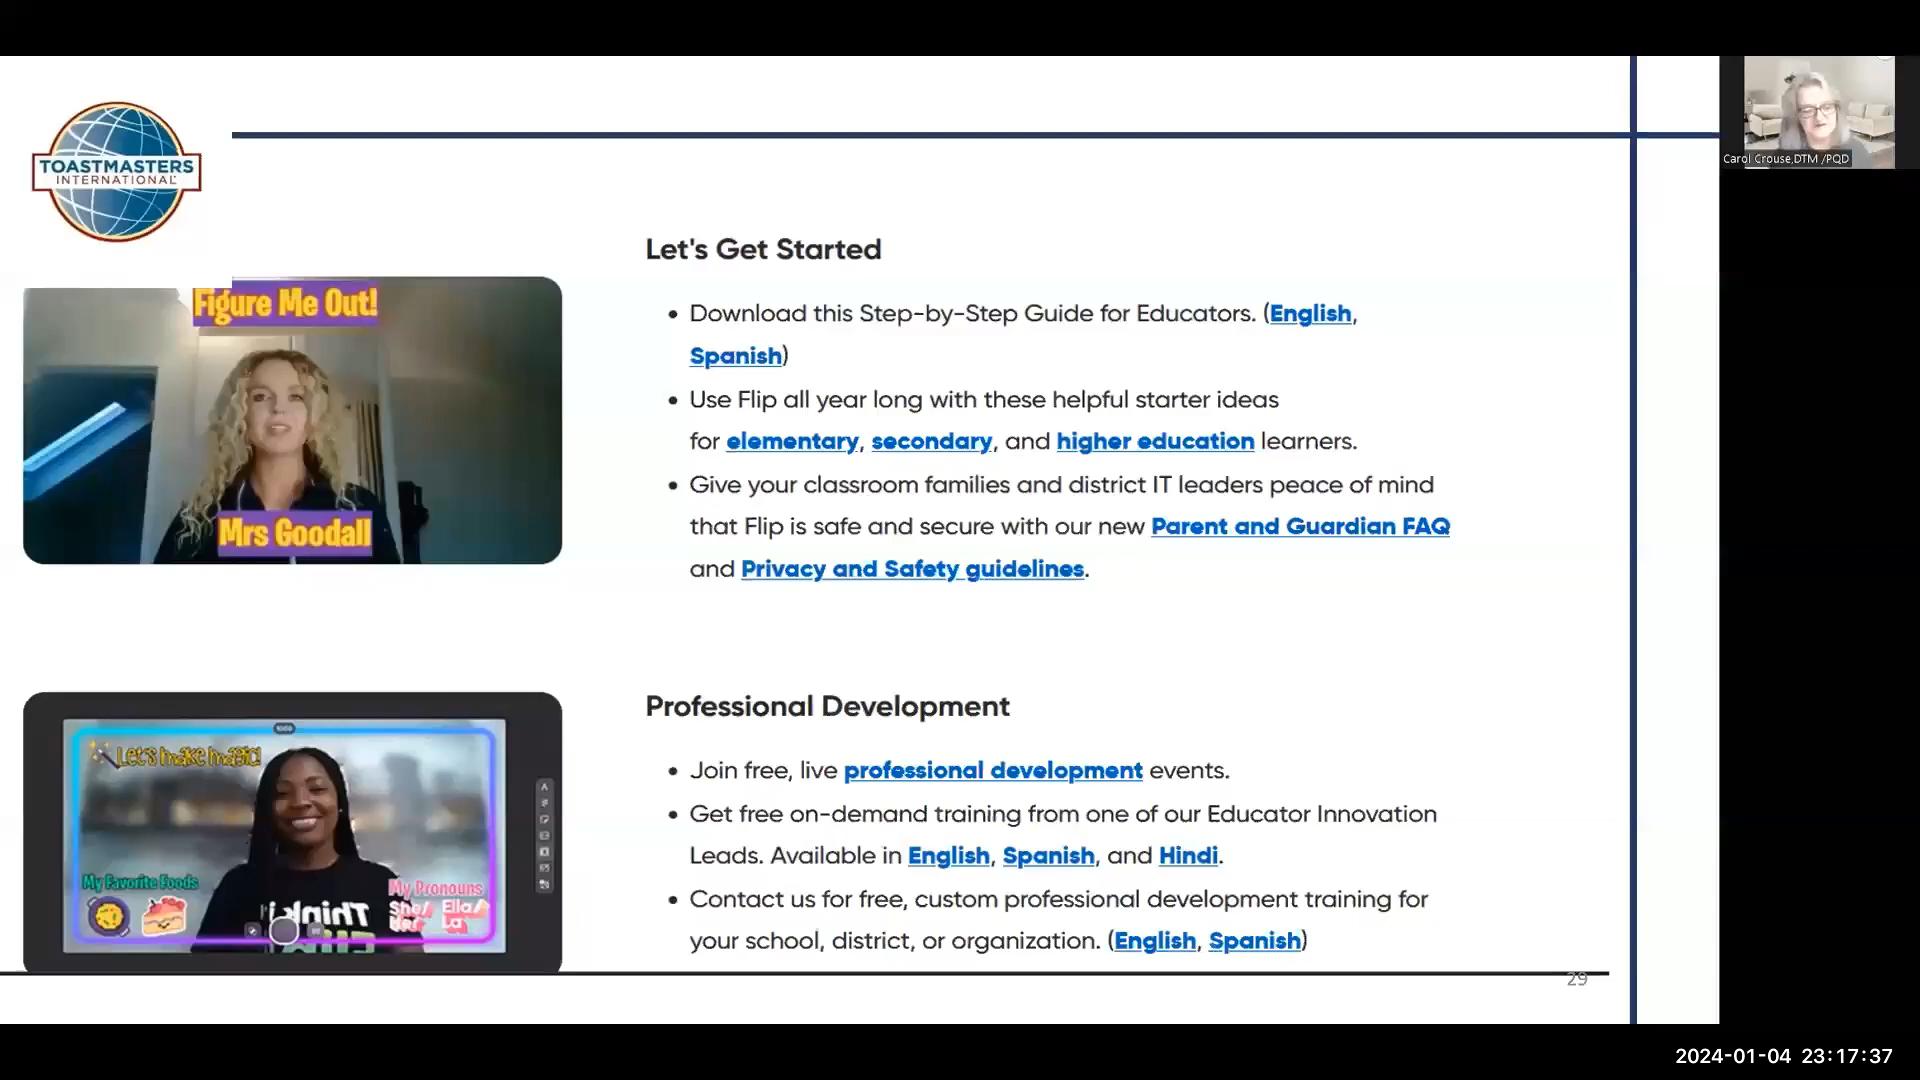 TOASTMASTERS
INTERNATIONAL
Carol Crouse,DTM /PQD
Let's Get Started
Figure Me Out!
Mrs Goodall
• Download this Step-by-Step Guide for Educators. (English,
Spanish)
• Use Flip all year long with these helpful starter ideas
for elementary, secondary, and higher education learners.
• Give your classroom families and district IT leaders peace of mind
that Flip is safe and secure with our new Parent and Guardian FAQ
and Privacy and Safety guidelines.
Let's make magic!
My Favorite Foods
My Pronouns
She/ Ella/
Her La
Think
Professional Development
• Join free, live professional development events.
• Get free on-demand training from one of our Educator Innovation
Leads. Available in English, Spanish, and Hindi.
• Contact us for free, custom professional development training for
your school, district, or organization. (English, Spanish)
29
2024-01-04 23:17:37